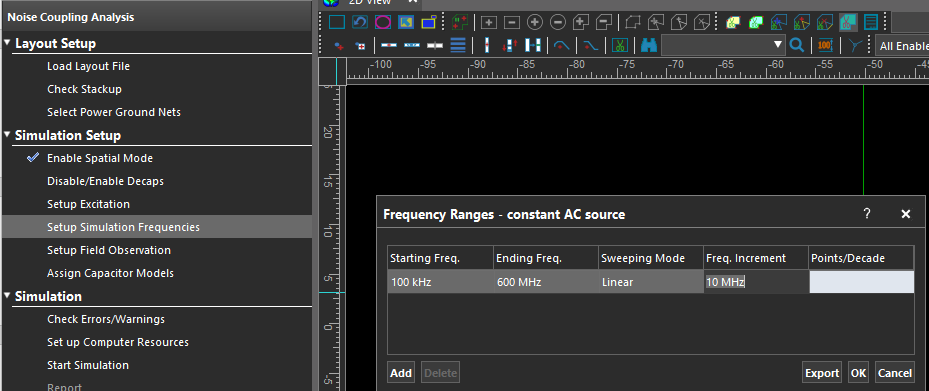 Noise Coupling Analysis
2D View
Layout Setup
Load Layout File
Check Stackup
Select Power Ground Nets
Simulation Setup
Enable Spatial Mode
Disable/Enable Decaps
Setup Excitation
Setup Simulation Frequencies
Setup Field Observation
Assign Capacitor Models
Simulation
Check Errors/Warnings
Set up Computer Resources
Start Simulation
Report
100
All Enable
-100 -95 -90 -85 -80 -75 -70 -65 -60 -55 -50 -45
20
15
10
5
0
-5
Frequency Ranges - constant AC source ?
Starting Freq. Ending Freq. Sweeping Mode Freq. Increment Points/Decade
100 kHz 600 MHz Linear 10 MHz
Add Delete Export OK Cancel